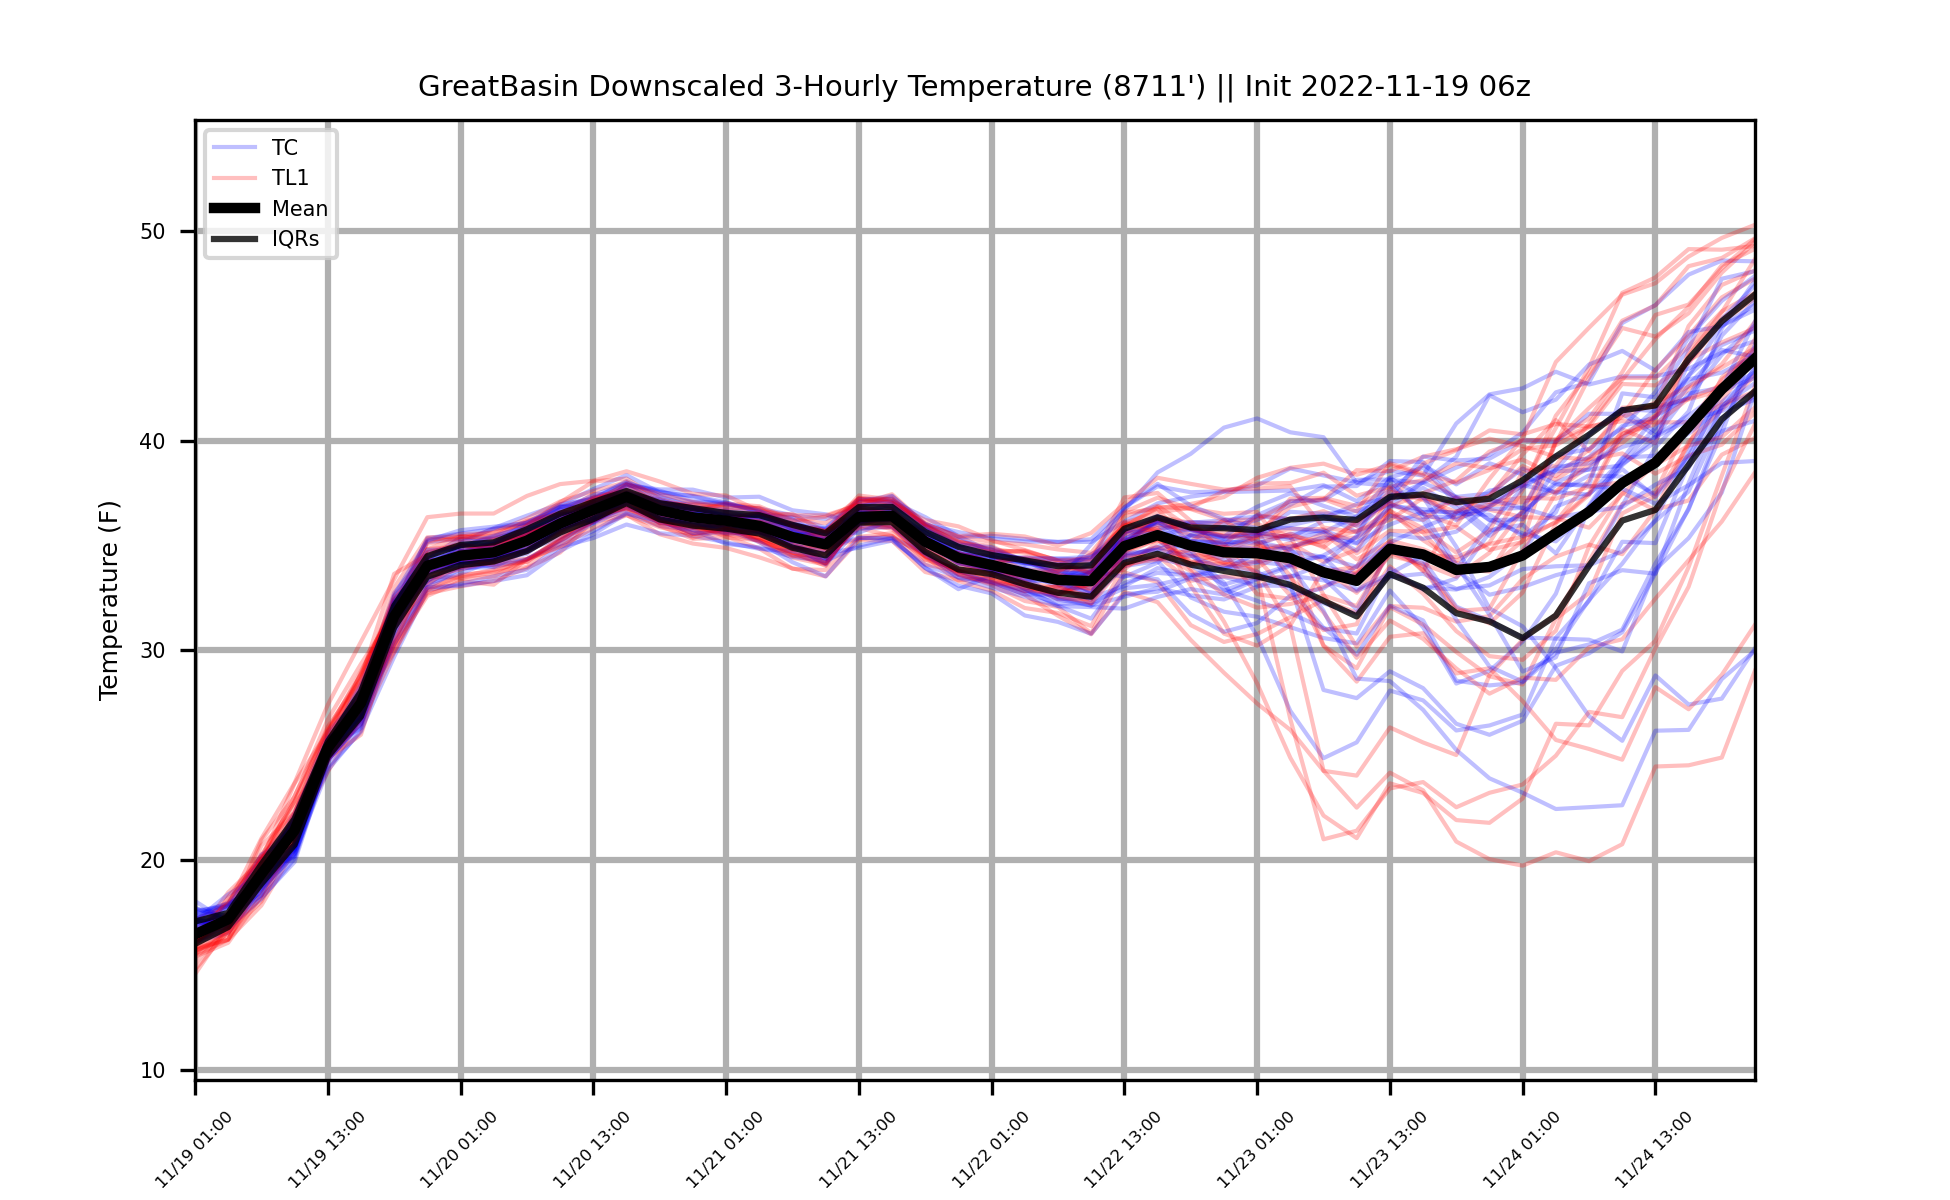 GreatBasin Downscaled 3-Hourly Temperature (8711') || Init 2022-11-19 06z
TC
TL1
Mean
IQRs
Temperature (F)
50
40
30
20
10
11/19 01:00
11/19 13:00
11/20 01:00
11/20 13:00
11/21 01:00
11/21 13:00
11/22 01:00
11/22 13:00
11/23 01:00
11/23 13:00
11/24 01:00
11/24 13:00